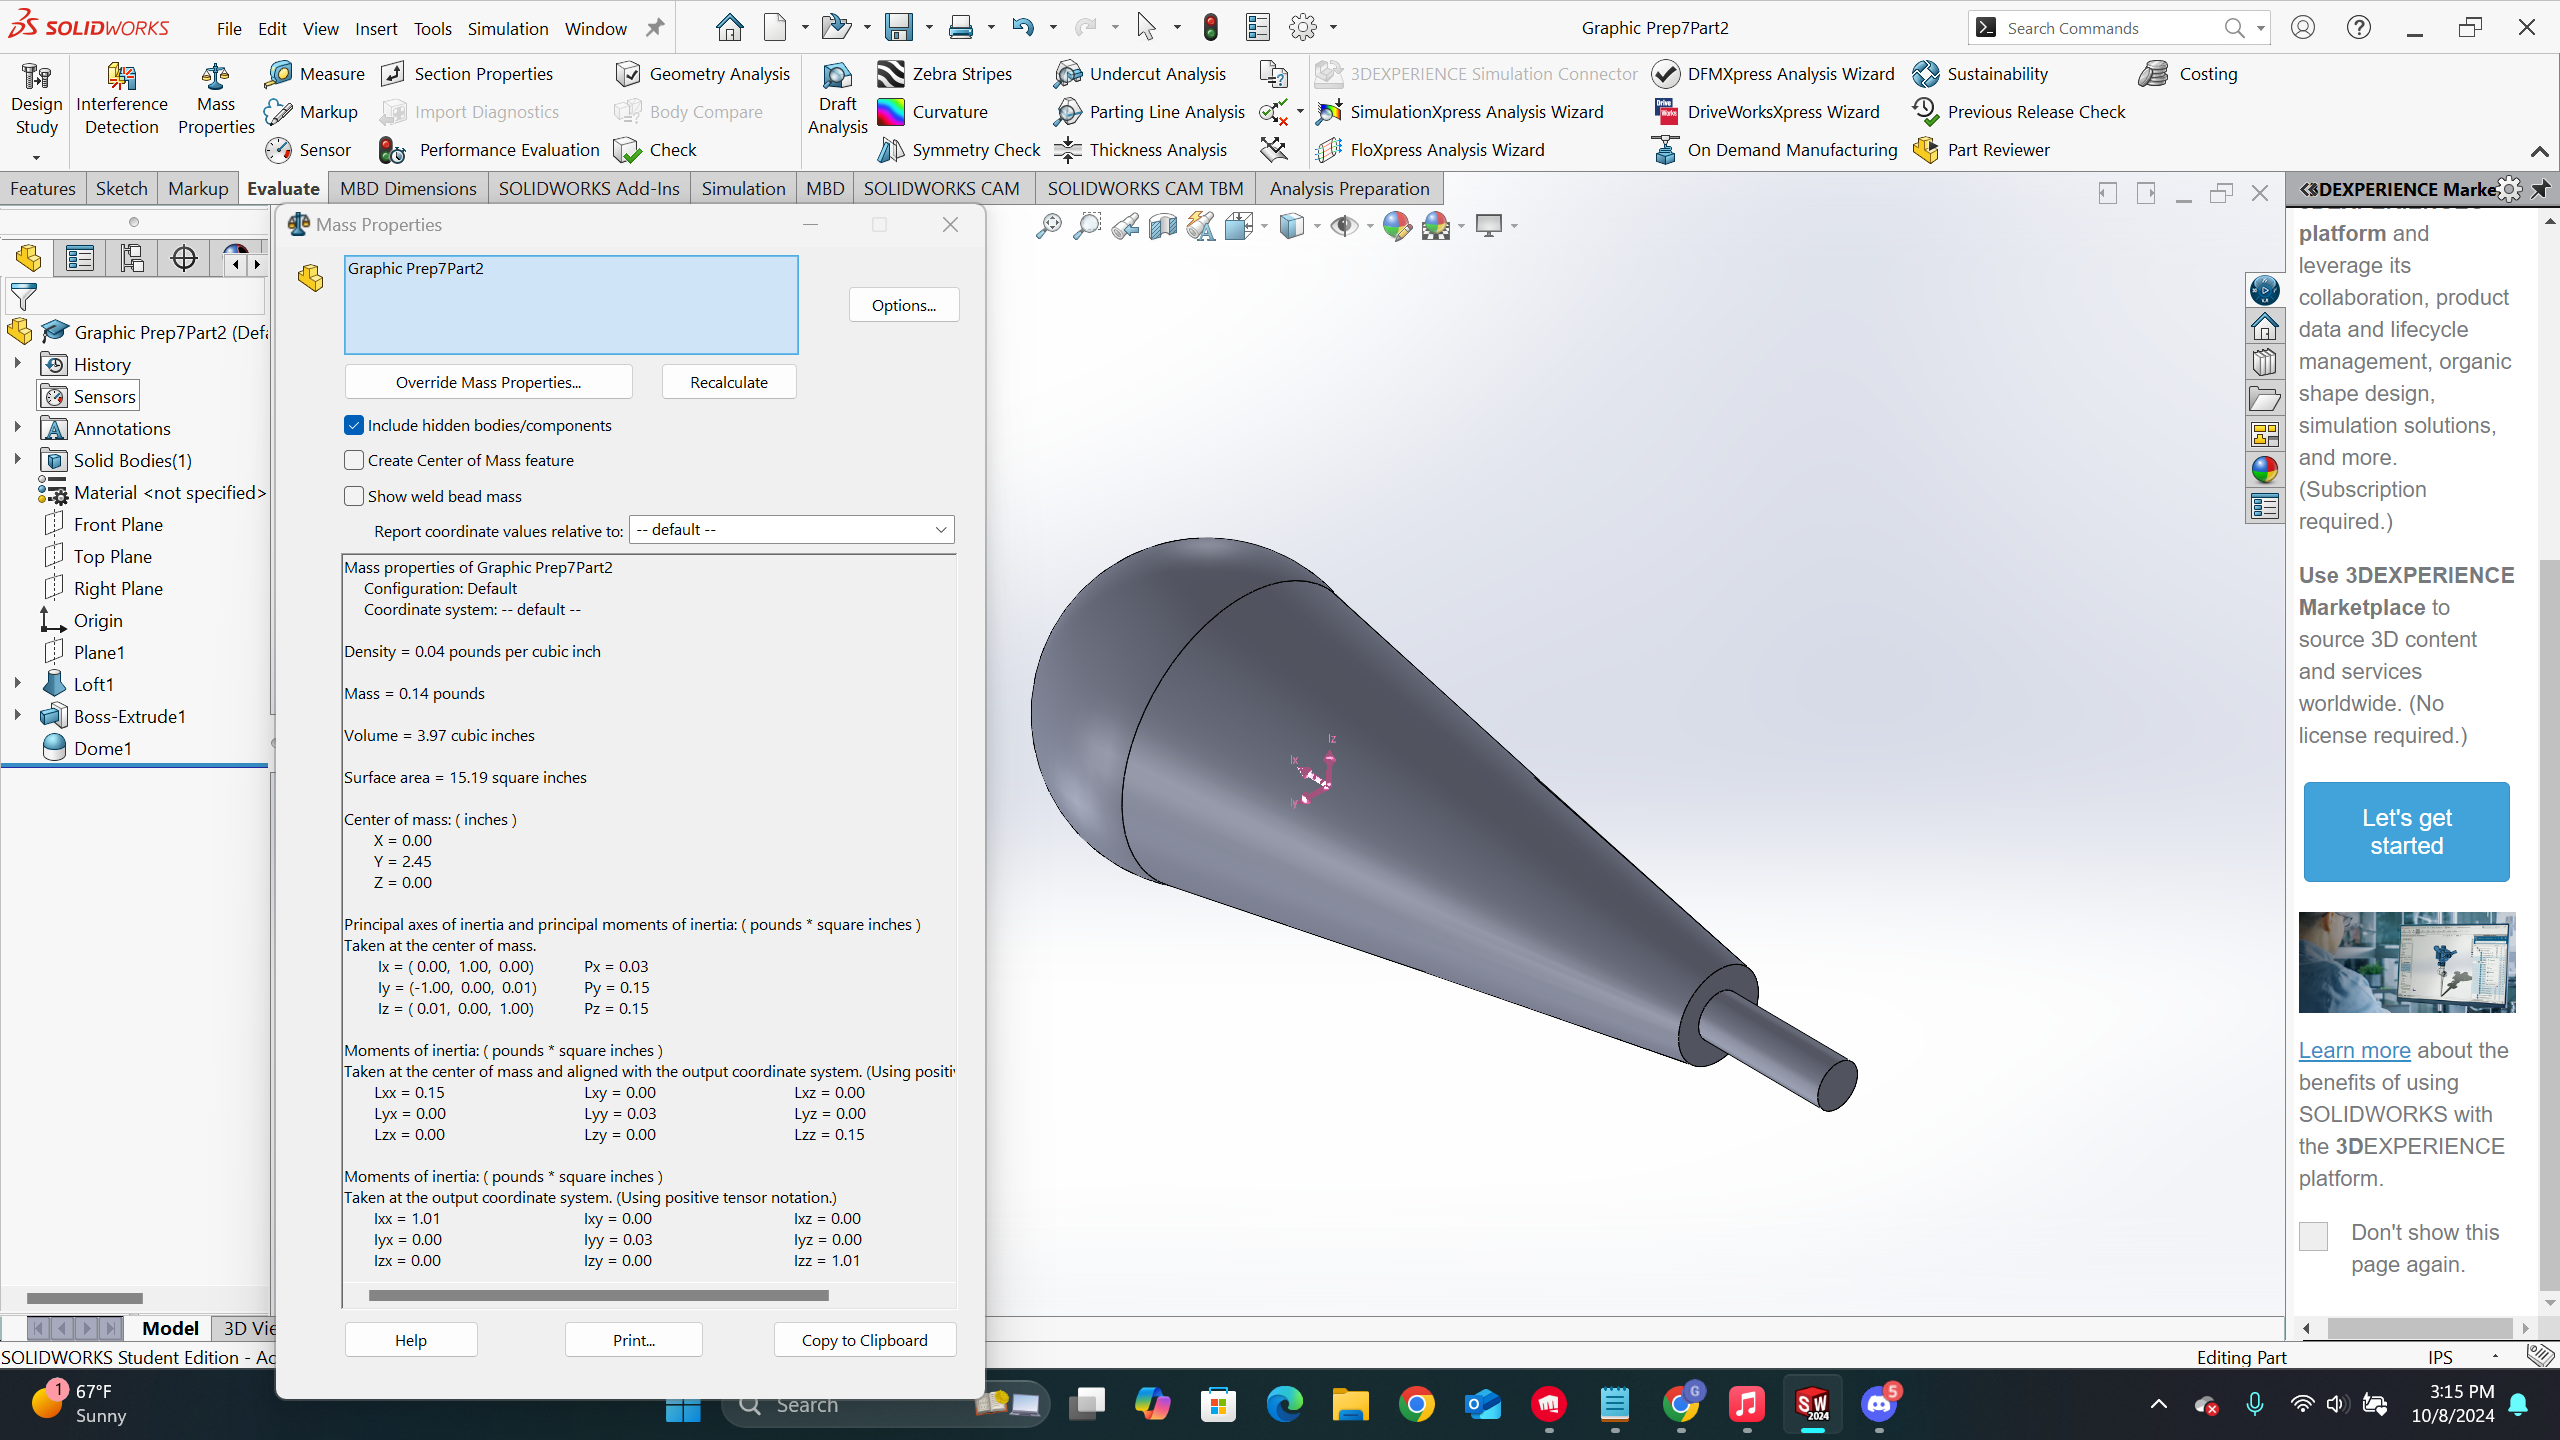 SOLIDWORKS
File Edit View Insert Tools Simulation Window
Graphic Prep7Part2
Search Commands
Design Study
Interference Detection
Mass Properties
Measure
Markup
Sensor
Section Properties
Import Diagnostics
Performance Evaluation
Geometry Analysis
Body Compare
Check
Draft Analysis
Zebra Stripes
Curvature
Symmetry Check
Undercut Analysis
Parting Line Analysis
Thickness Analysis
3DEXPERIENCE Simulation Connector
SimulationXpress Analysis Wizard
FloXpress Analysis Wizard
DFMXpress Analysis Wizard
DriveWorksXpress Wizard
On Demand Manufacturing
Sustainability
Previous Release Check
Part Reviewer
Costing
Features Sketch Markup Evaluate MBD Dimensions SOLIDWORKS Add-Ins Simulation MBD SOLIDWORKS CAM SOLIDWORKS CAM TBM Analysis Preparation
Graphic Prep7Part2 (Defa
History
Sensors
Annotations
Solid Bodies(1)
Material <not specified>
Front Plane
Top Plane
Right Plane
Origin
Plane1
Loft1
Boss-Extrude1
Dome1
Mass Properties
Graphic Prep7Part2
Options...
Override Mass Properties...
Recalculate
Include hidden bodies/components
Create Center of Mass feature
Show weld bead mass
Report coordinate values relative to: -- default --
Mass properties of Graphic Prep7Part2
Configuration: Default
Coordinate system: -- default --
Density = 0.04 pounds per cubic inch
Mass = 0.14 pounds
Volume = 3.97 cubic inches
Surface area = 15.19 square inches
Center of mass: ( inches )
X = 0.00
Y = 2.45
Z = 0.00
Principal axes of inertia and principal moments of inertia: ( pounds * square inches )
Taken at the center of mass.
Ix = ( 0.00, 1.00, 0.00) Px = 0.03
Iy = (-1.00, 0.00, 0.01) Py = 0.15
Iz = ( 0.01, 0.00, 1.00) Pz = 0.15
Moments of inertia: ( pounds * square inches )
Taken at the center of mass and aligned with the output coordinate system. (Using positiv
Lxx = 0.15 Lxy = 0.00 Lxz = 0.00
Lyx = 0.00 Lyy = 0.03 Lyz = 0.00
Lzx = 0.00 Lzy = 0.00 Lzz = 0.15
Moments of inertia: ( pounds * square inches )
Taken at the output coordinate system. (Using positive tensor notation.)
Ixx = 1.01 Ixy = 0.00 Ixz = 0.00
Iyx = 0.00 Iyy = 0.03 Iyz = 0.00
Izx = 0.00 Izy = 0.00 Izz = 1.01
Help
Print...
Copy to Clipboard
Iz
Ix
Iy
3DEXPERIENCE Marke
platform and
leverage its
collaboration, product
data and lifecycle
management, organic
shape design,
simulation solutions,
and more.
(Subscription
required.)
Use 3DEXPERIENCE
Marketplace to
source 3D content
and services
worldwide. (No
license required.)
Let's get
started
Learn more about the
benefits of using
SOLIDWORKS with
the 3DEXPERIENCE
platform.
Don't show this
page again.
Model 3D Vie
SOLIDWORKS Student Edition - Ac
Editing Part
IPS
1
67°F
Sunny
Search
G
SW
2024
5
3:15 PM
10/8/2024